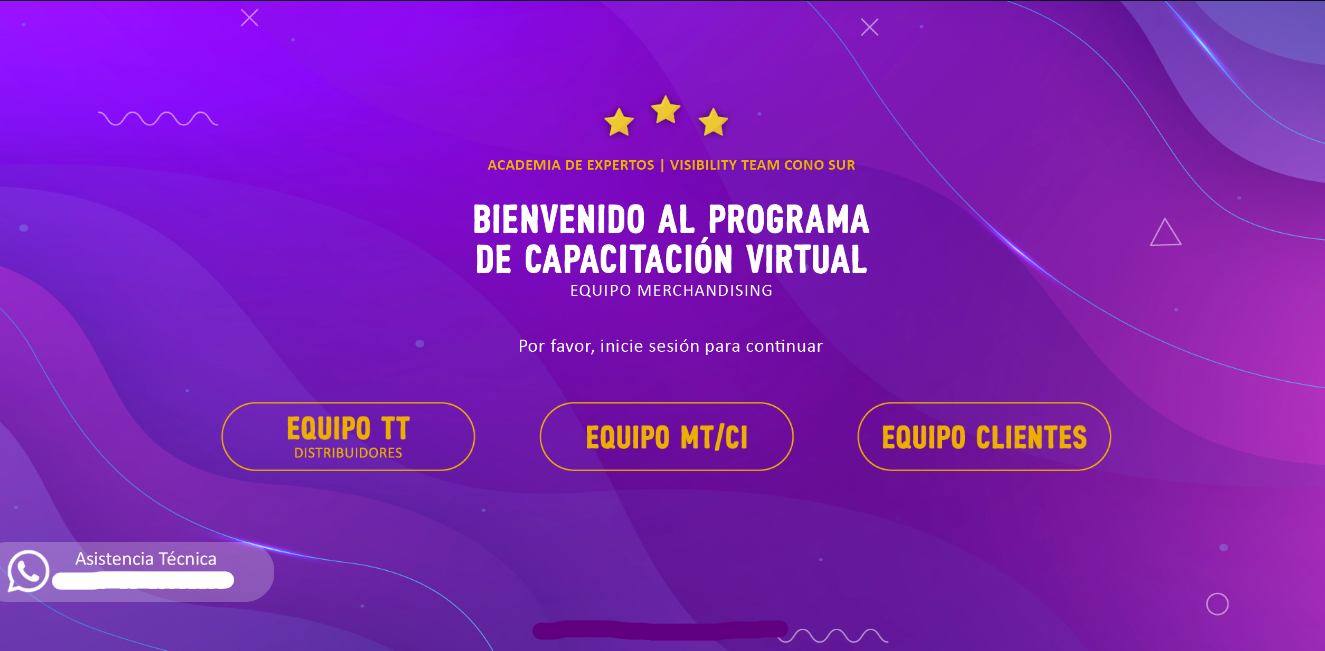 ACADEMIA DE EXPERTOS | VISIBILITY TEAM CONO SUR
BIENVENIDO AL PROGRAMA
DE CAPACITACIÓN VIRTUAL
EQUIPO MERCHANDISING
Por favor, inicie sesión para continuar
EQUIPO TT
DISTRIBUIDORES
EQUIPO MT/CI
EQUIPO CLIENTES
Asistencia Técnica